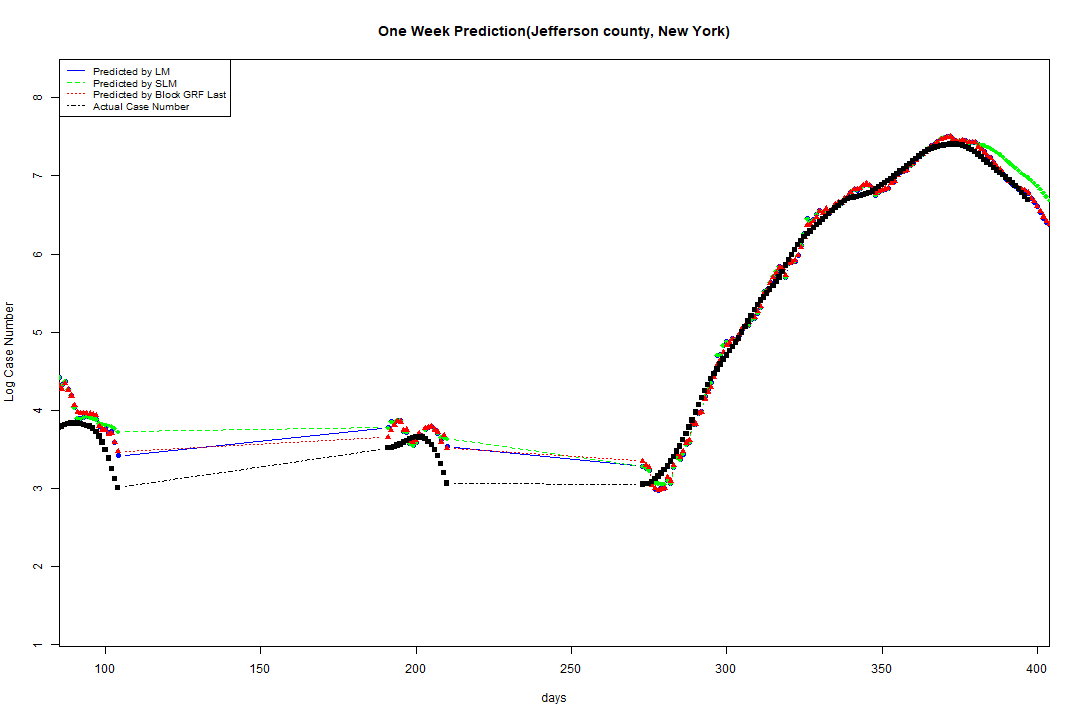 One Week Prediction(Jefferson county, New York)
Predicted by LM
Predicted by SLM
Predicted by Block GRF Last
Actual Case Number
Log Case Number
8
7
6
5
4
3
2
1
100 150 200 250 300 350 400
days